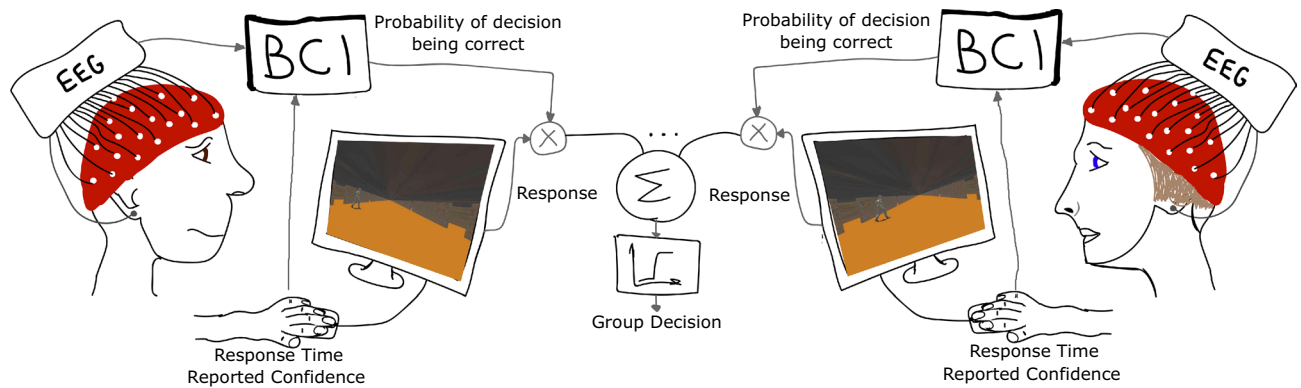 EEG
BCI
Probability of decision
being correct
Response
Response Time
Reported Confidence
×
...
Σ
Group Decision
×
Probability of decision
being correct
BCI
EEG
Response
Response Time
Reported Confidence